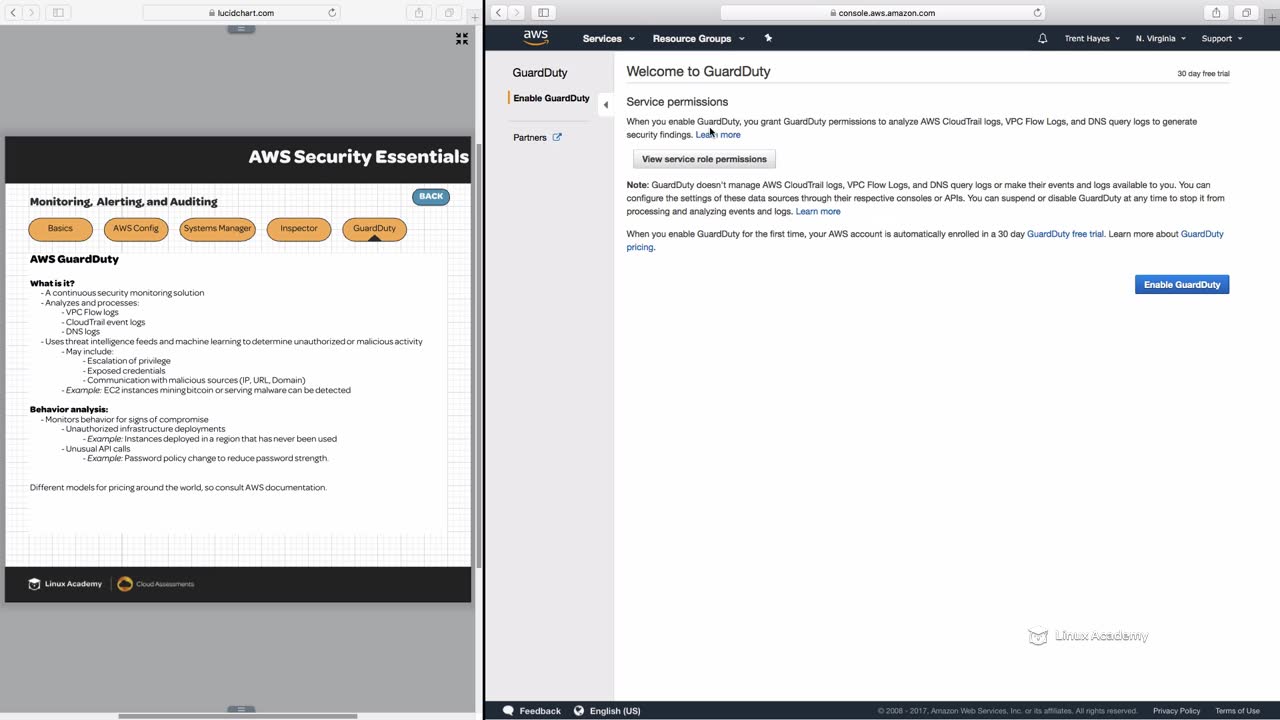 lucidchart.com
AWS Security Essentials
Monitoring, Alerting, and Auditing
BACK
Basics
AWS Config
Systems Manager
Inspector
GuardDuty
AWS GuardDuty
What is it?
- A continuous security monitoring solution
- Analyzes and processes:
- VPC Flow logs
- CloudTrail event logs
- DNS logs
- Uses threat intelligence feeds and machine learning to determine unauthorized or malicious activity
- May include:
- Escalation of privilege
- Exposed credentials
- Communication with malicious sources (IP, URL, Domain)
- Example: EC2 instances mining bitcoin or serving malware can be detected
Behavior analysis:
- Monitors behavior for signs of compromise
- Unauthorized infrastructure deployments
- Example: Instances deployed in a region that has never been used
- Unusual API calls
- Example: Password policy change to reduce password strength.
Different models for pricing around the world, so consult AWS documentation.
Linux Academy
Cloud Assessments
console.aws.amazon.com
aws
Services
Resource Groups
Trent Hayes
N. Virginia
Support
GuardDuty
Enable GuardDuty
Partners
Welcome to GuardDuty
30 day free trial
Service permissions
When you enable GuardDuty, you grant GuardDuty permissions to analyze AWS CloudTrail logs, VPC Flow Logs, and DNS query logs to generate
security findings. Learn more
View service role permissions
Note: GuardDuty doesn't manage AWS CloudTrail logs, VPC Flow Logs, and DNS query logs or make their events and logs available to you. You can
configure the settings of these data sources through their respective consoles or APIs. You can suspend or disable GuardDuty at any time to stop it from
processing and analyzing events and logs. Learn more
When you enable GuardDuty for the first time, your AWS account is automatically enrolled in a 30 day GuardDuty free trial. Learn more about GuardDuty
pricing.
Enable GuardDuty
Linux Academy
Feedback
English (US)
© 2008 - 2017, Amazon Web Services, Inc. or its affiliates. All rights reserved.
Privacy Policy
Terms of Use